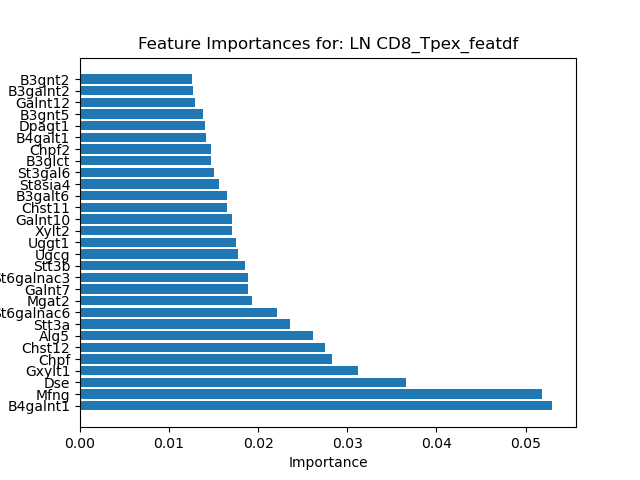 Feature Importances for: LN CD8_Tpex_featdf
B3gnt2
B3galnt2
Galnt12
B3gnt5
Dpagt1
B4galt1
Chpf2
B3glct
St3gal6
St8sia4
B3galt6
Chst11
Galnt10
Xylt2
Uggt1
Ugcg
Stt3b
St6galnac3
Galnt7
Mgat2
St6galnac6
Stt3a
Alg5
Chst12
Chpf
Gxylt1
Dse
Mfng
B4galnt1
0.00 0.01 0.02 0.03 0.04 0.05
Importance